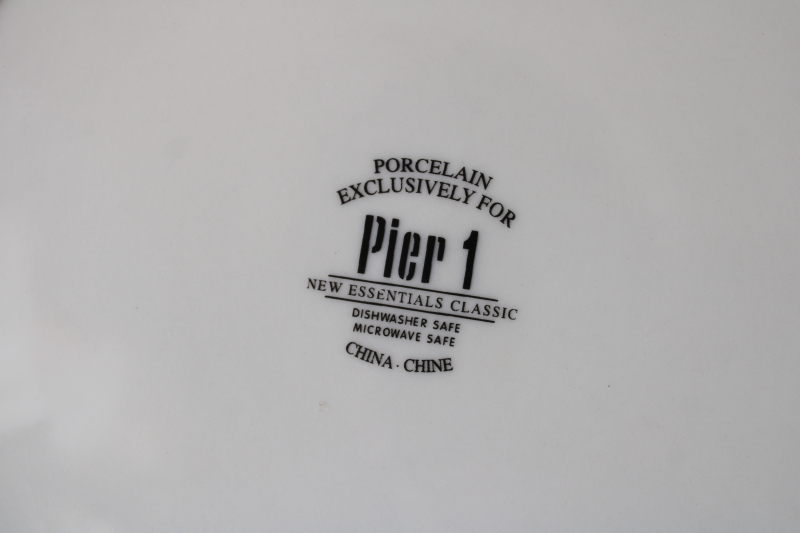 PORCELAIN
EXCLUSIVELY FOR
Pier 1
NEW ESSENTIALS CLASSIC
DISHWASHER SAFE
MICROWAVE SAFE
CHINA · CHINE